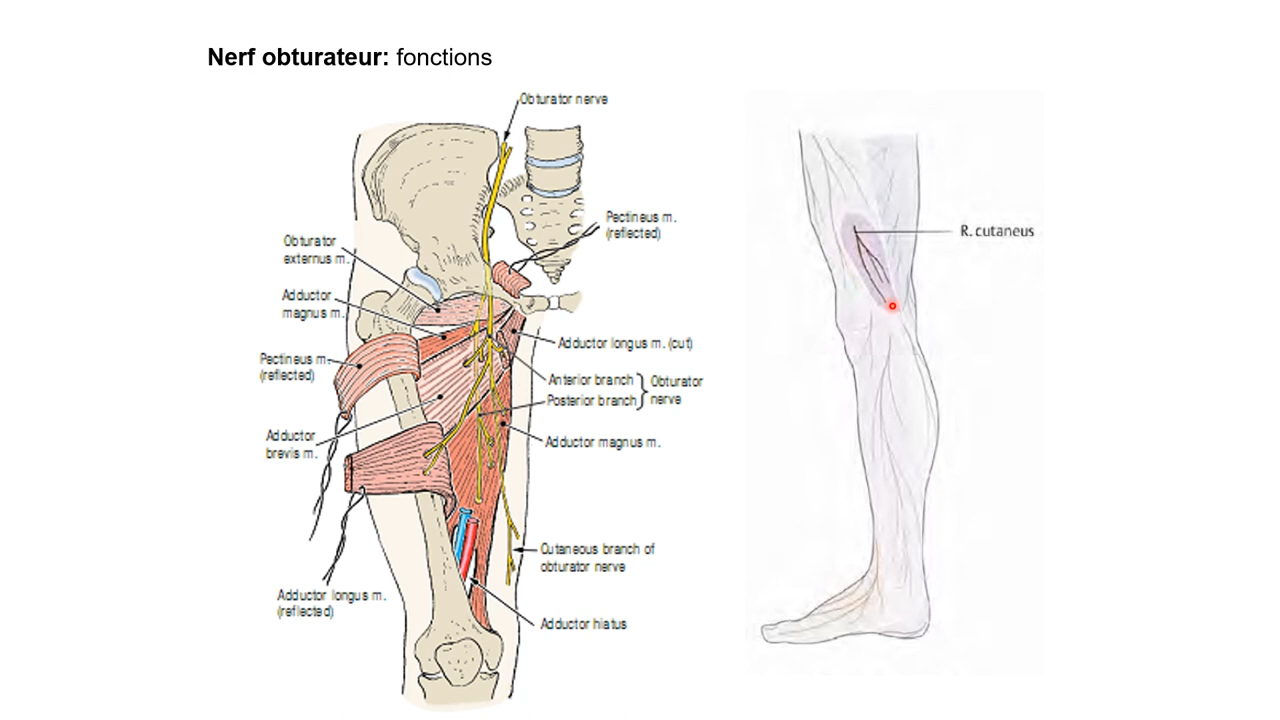 Nerf obturateur: fonctions
Obturator nerve
Pectineus m.
(reflected)
Obturator
externus m.
Adductor
magnus m.
Pectineus m.
(reflected)
Adductor
brevis m.
Adductor longus m.
(reflected)
Adductor longus m. (cut)
Anterior branch
Posterior branch
Obturator
nerve
Adductor magnus m.
Cutaneous branch of
obturator nerve
Adductor hiatus
R. cutaneus